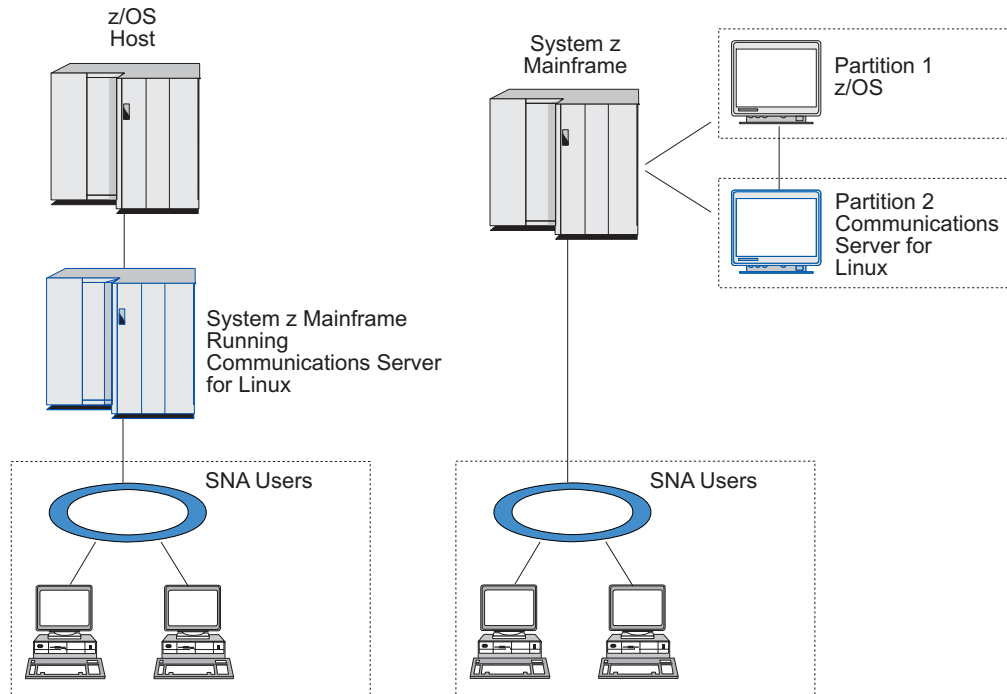 z/OS
Host
System z Mainframe
Running
Communications Server
for Linux
SNA Users
System z
Mainframe
Partition 1
z/OS
Partition 2
Communications
Server for
Linux
SNA Users